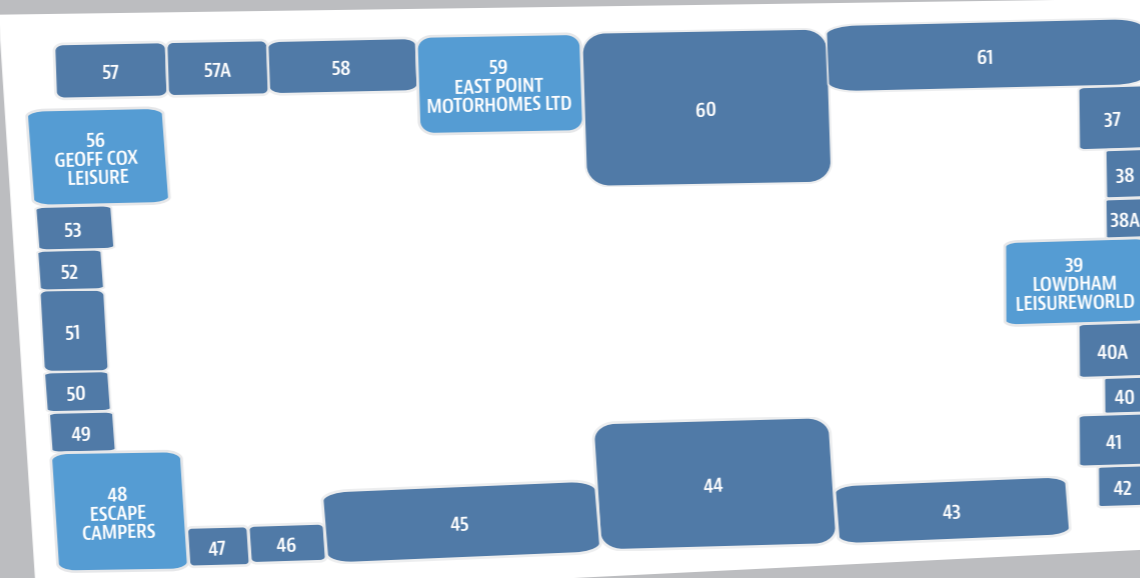 57
57A
58
59
EAST POINT
MOTORHOMES LTD
60
61
56
GEOFF COX
LEISURE
37
38
38A
53
52
39
LOWDHAM
LEISUREWORLD
51
40A
50
40
49
41
48
ESCAPE
CAMPERS
42
47
46
45
44
43